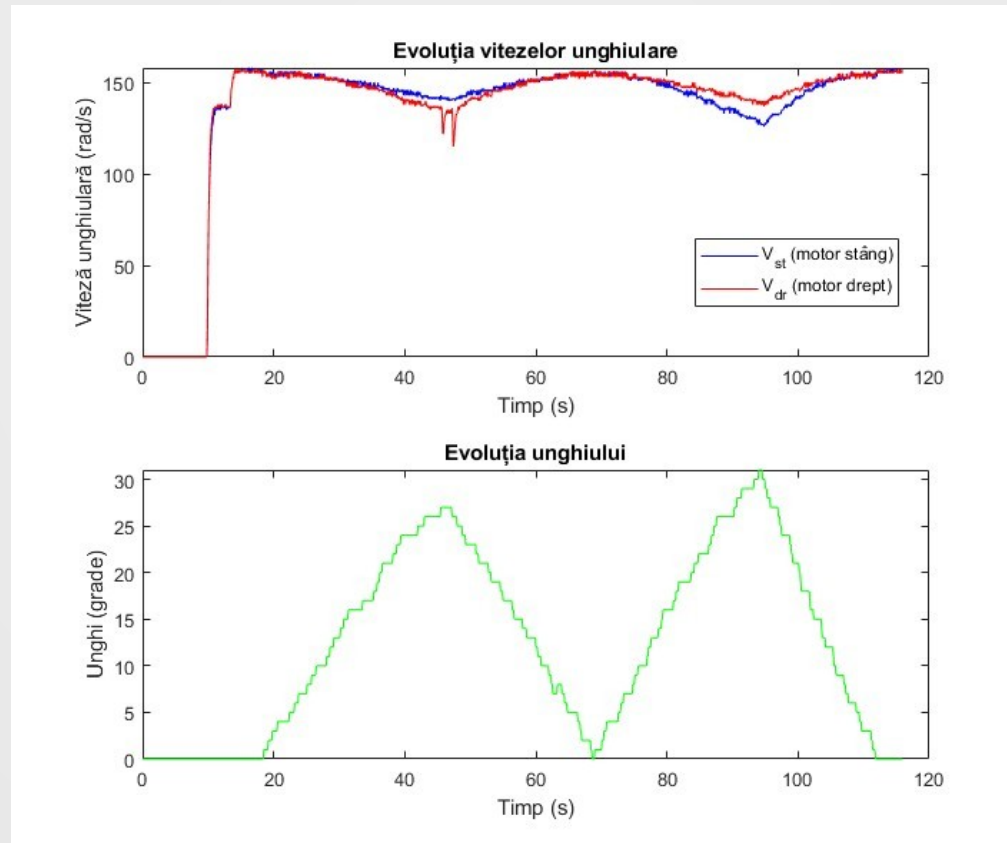 Evoluția vitezelor unghiulare
150
100
50
0
Viteză unghiulară (rad/s)
V_st (motor stâng)
V_dr (motor drept)
0 20 40 60 80 100 120
Timp (s)
Evoluția unghiului
30
25
20
15
10
5
0
Unghi (grade)
0 20 40 60 80 100 120
Timp (s)